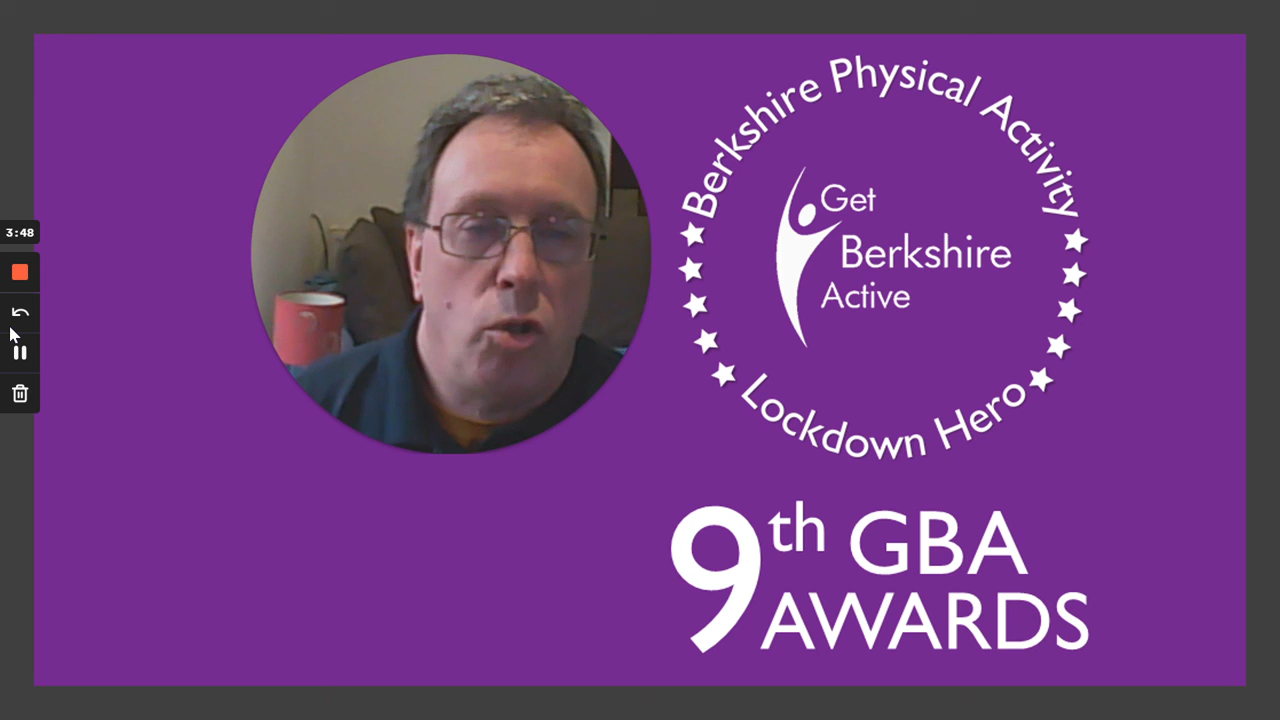 3:48
Berkshire Physical Activity
Get
Berkshire
Active
Lockdown Hero
9th GBA
AWARDS